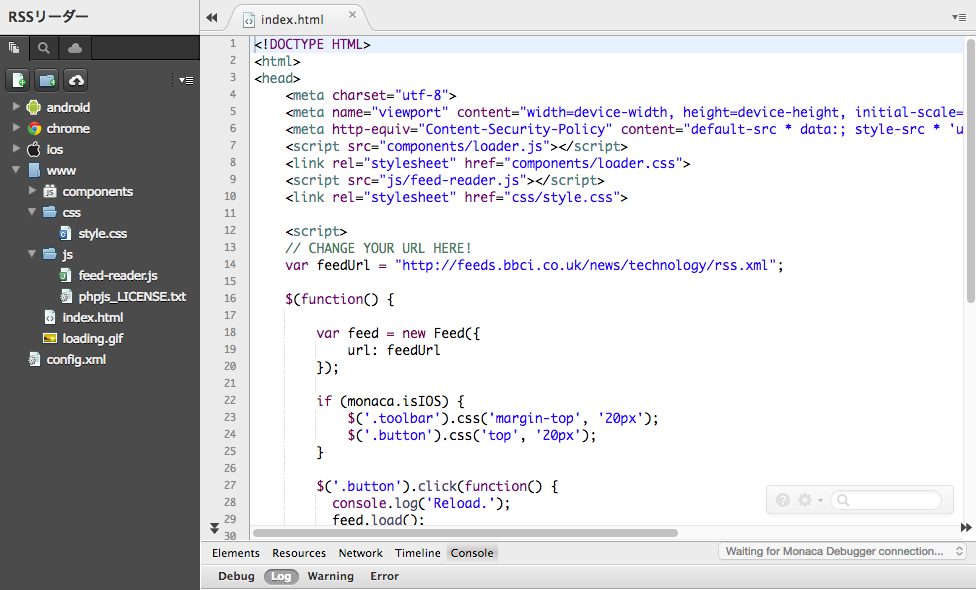 RSSリーダー
index.html
android
chrome
ios
www
components
css
style.css
js
feed-reader.js
phpjs_LICENSE.txt
index.html
loading.gif
config.xml
1 <!DOCTYPE HTML>
2 <html>
3 <head>
4 <meta charset="utf-8">
5 <meta name="viewport" content="width=device-width, height=device-height, initial-scale=
6 <meta http-equiv="Content-Security-Policy" content="default-src * data:; style-src * 'u
7 <script src="components/loader.js"></script>
8 <link rel="stylesheet" href="components/loader.css">
9 <script src="js/feed-reader.js"></script>
10 <link rel="stylesheet" href="css/style.css">
11
12 <script>
13 // CHANGE YOUR URL HERE!
14 var feedUrl = "http://feeds.bbci.co.uk/news/technology/rss.xml";
15
16 $(function() {
17
18 var feed = new Feed({
19 url: feedUrl
20 });
21
22 if (monaca.isIOS) {
23 $('.toolbar').css('margin-top', '20px');
24 $('.button').css('top', '20px');
25 }
26
27 $('.button').click(function() {
28 console.log('Reload.');
29 feed.load();
30
Elements Resources Network Timeline Console
Waiting for Monaca Debugger connection...
Debug Log Warning Error